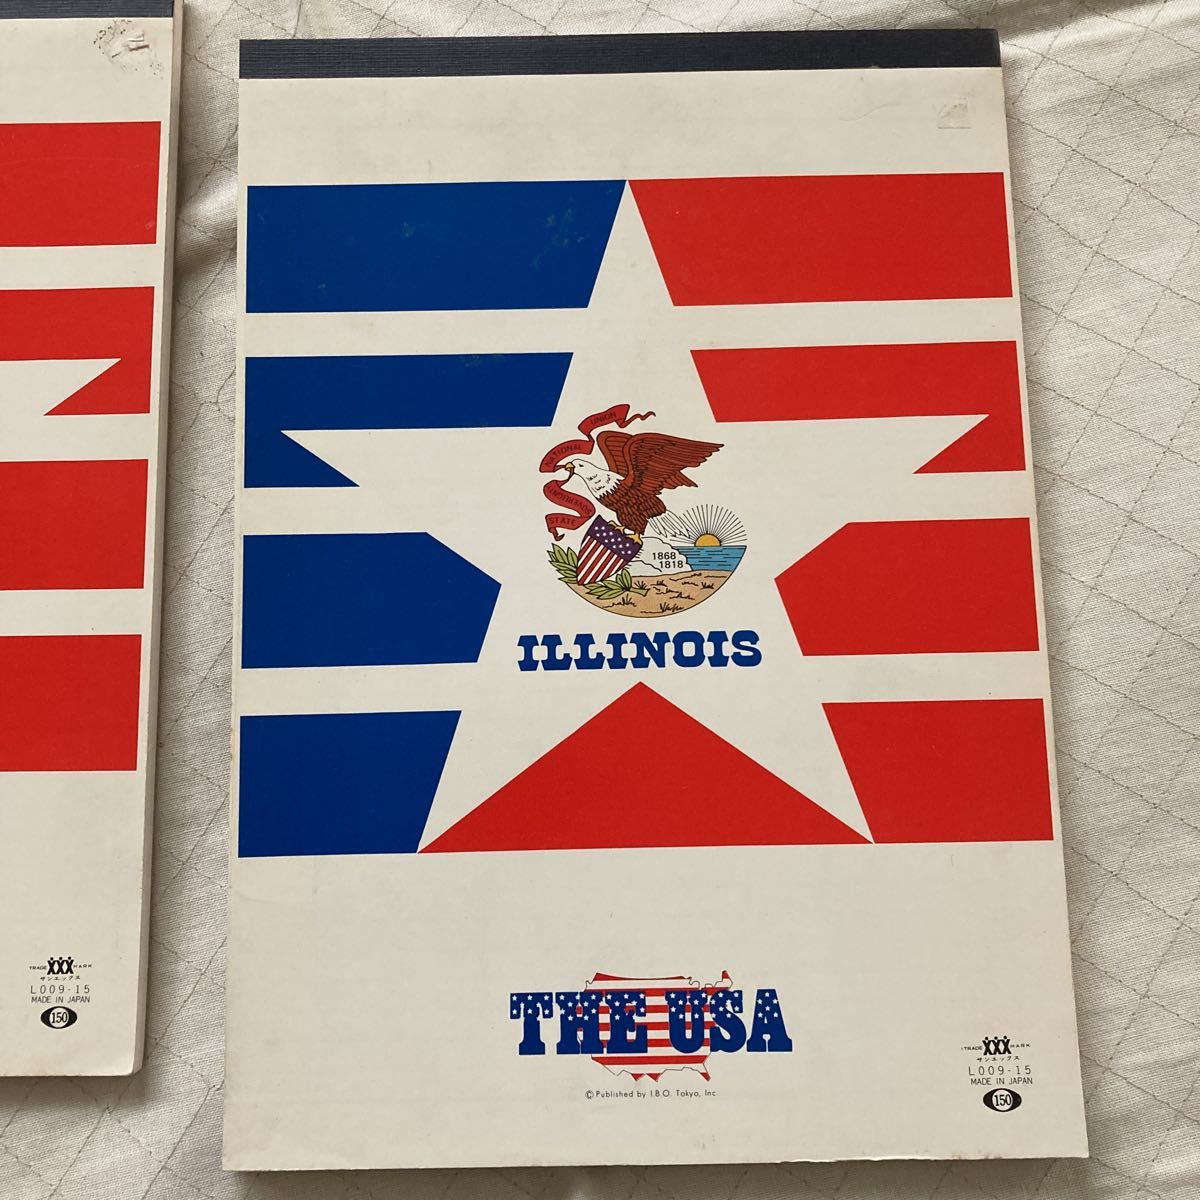 NATIONAL UNION
STATE SOVEREIGNTY
1868
1818
ILLINOIS
THE USA
© Published by I.B.O. Tokyo, Inc.
TRADE XXX MARK
サンエックス
L009-15
MADE IN JAPAN
150
TRADE XXX MARK
サンエックス
L009-15
MADE IN JAPAN
150